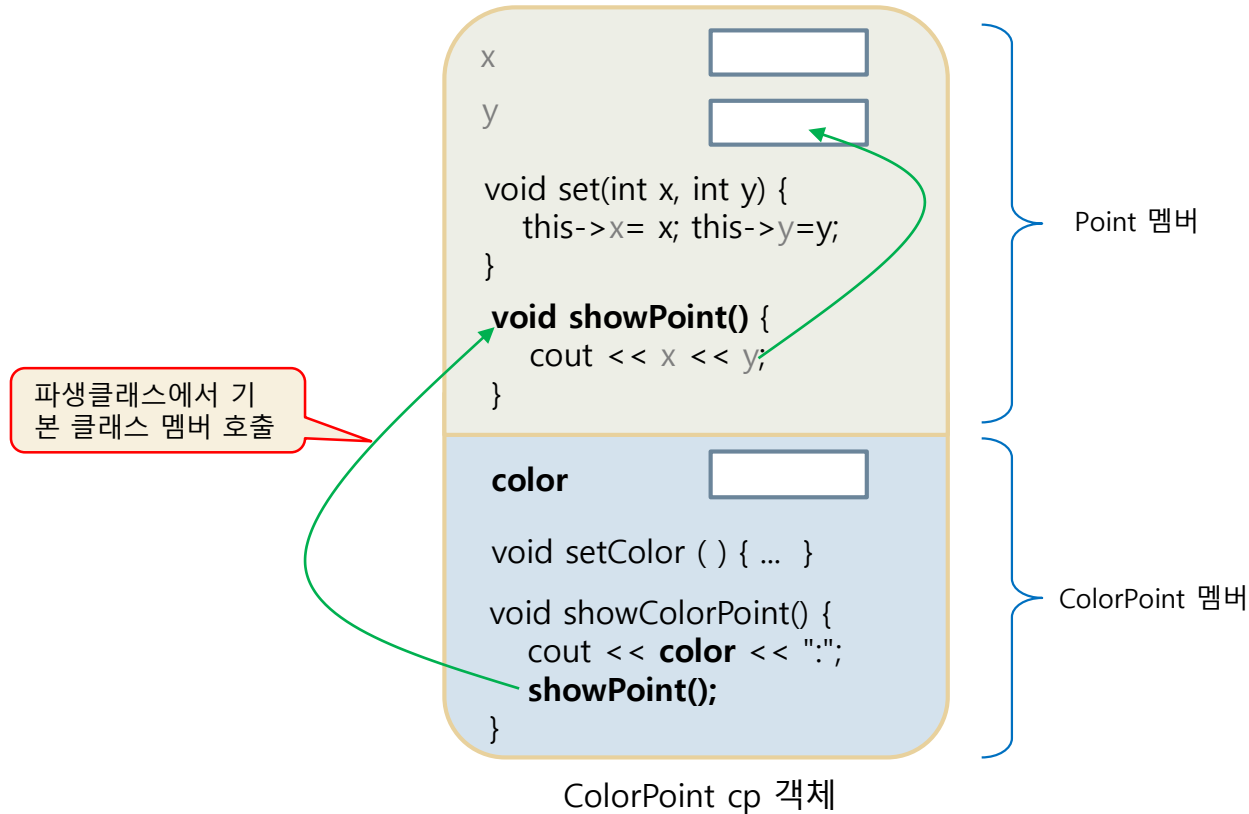 x
y
void set(int x, int y) {
this->x= x; this->y=y;
}
void showPoint() {
cout << x << y;
}
Point 멤버
파생클래스에서 기
본 클래스 멤버 호출
color
void setColor ( ) { ... }
void showColorPoint() {
cout << color << ":";
showPoint();
}
ColorPoint 멤버
ColorPoint cp 객체